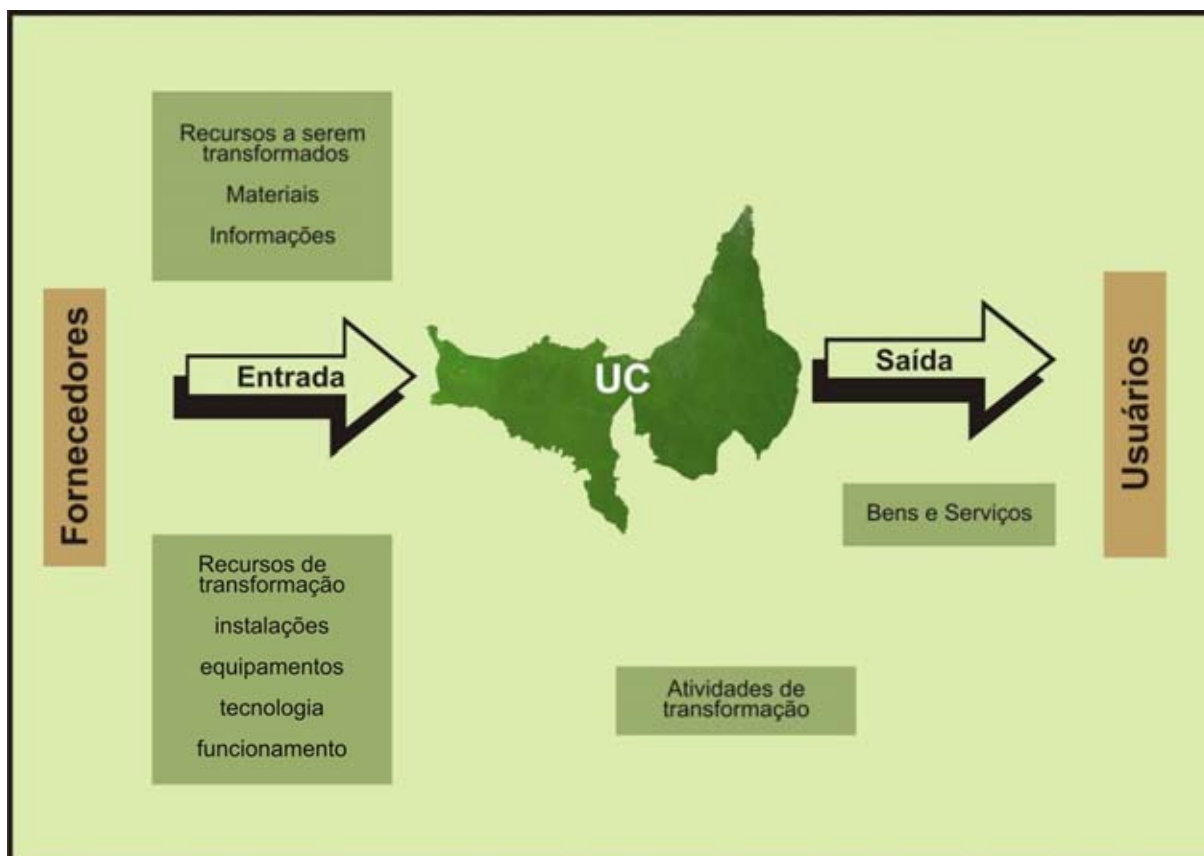 Fornecedores
Recursos a serem
transformados
Materiais
Informações
Entrada
Recursos de
transformação
instalações
equipamentos
tecnologia
funcionamento
UC
Saída
Bens e Serviços
Atividades de
transformação
Usuários